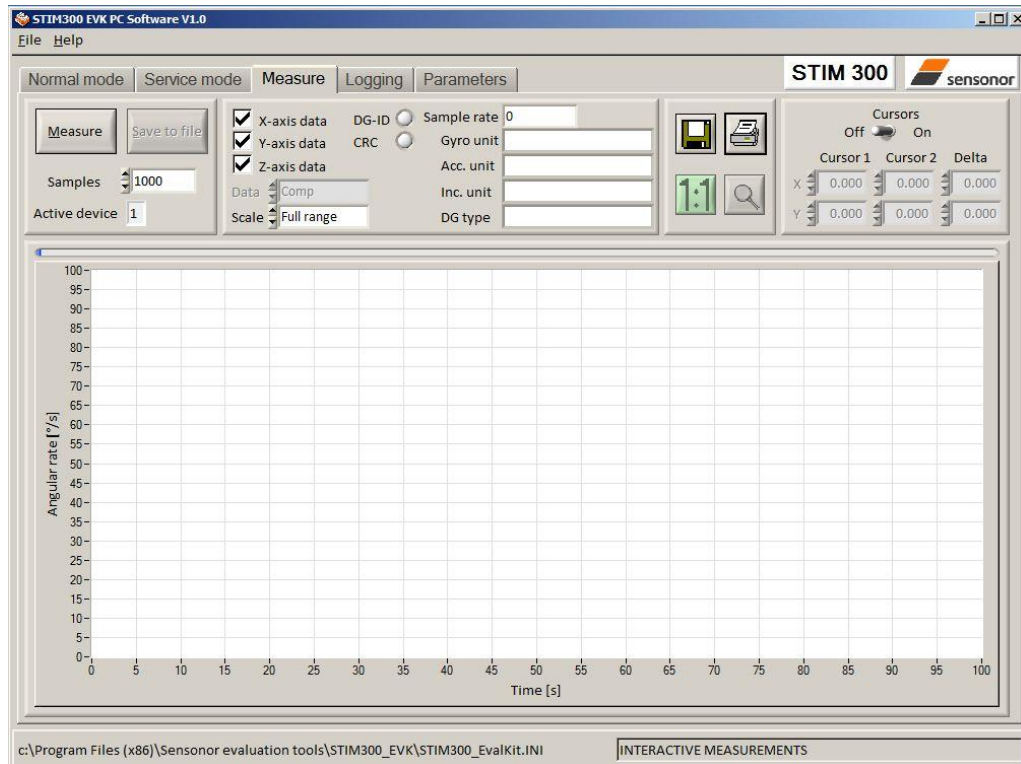 STIM300 EVK PC Software V1.0
File Help
Normal mode Service mode Measure Logging Parameters
STIM 300 sensonor
Measure Save to file
Samples 1000
Active device 1
X-axis data
Y-axis data
Z-axis data
Data Comp
Scale Full range
DG-ID
CRC
Sample rate 0
Gyro unit
Acc. unit
Inc. unit
DG type
1:1
Cursors
Off On
Cursor 1 Cursor 2 Delta
X 0.000 0.000 0.000
Y 0.000 0.000 0.000
Angular rate [°/s]
100
95
90
85
80
75
70
65
60
55
50
45
40
35
30
25
20
15
10
5
0
0 5 10 15 20 25 30 35 40 45 50 55 60 65 70 75 80 85 90 95 100
Time [s]
c:\Program Files (x86)\Sensonor evaluation tools\STIM300_EVK\STIM300_EvalKit.INI
INTERACTIVE MEASUREMENTS